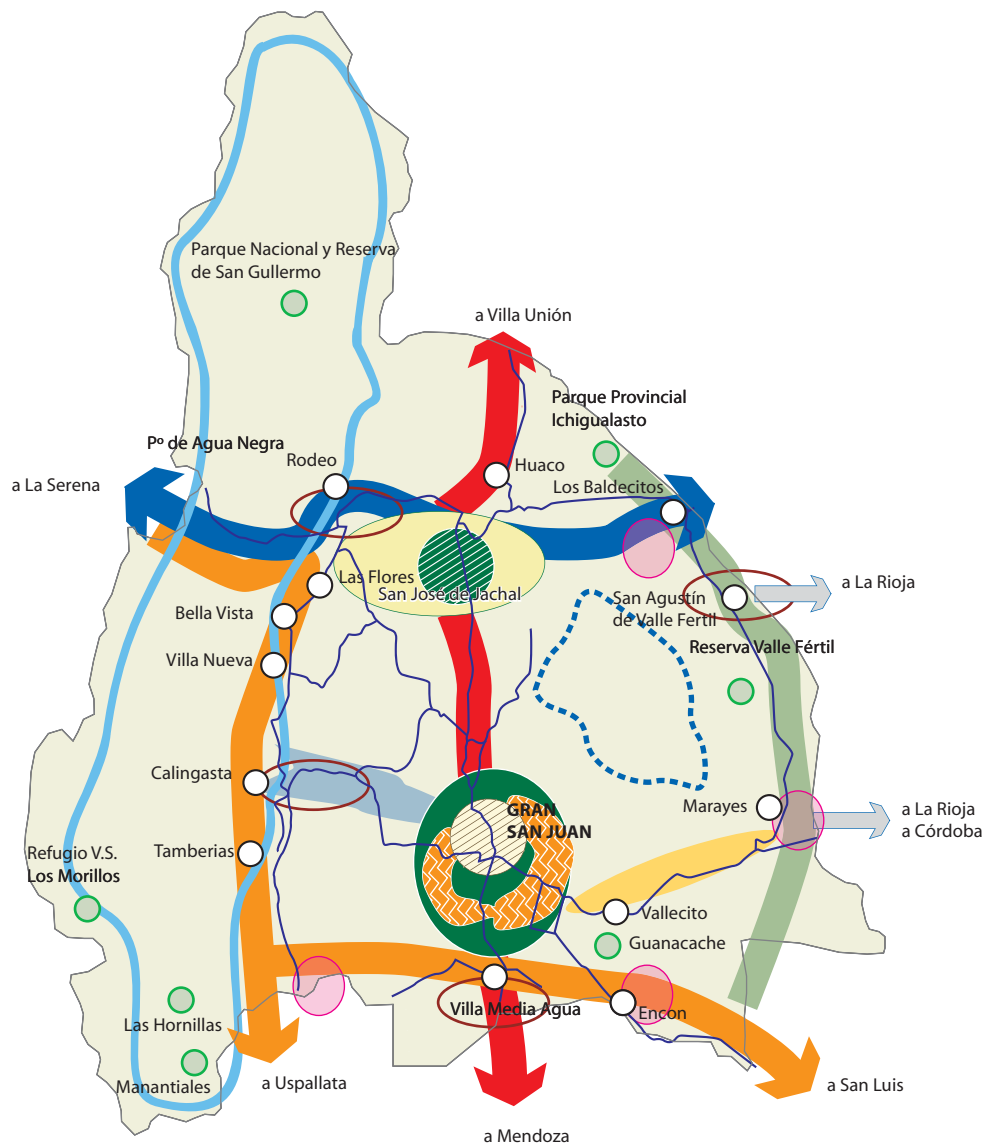 Parque Nacional y Reserva
de San Gullermo
a Villa Unión
Parque Provincial
Ichigualasto
Pº de Agua Negra
Rodeo
Huaco
a La Serena
Los Baldecitos
Las Flores
San José de Jachal
a La Rioja
San Agustín
de Valle Fertil
Bella Vista
Reserva Valle Fértil
Villa Nueva
Calingasta
Marayes
GRAN
SAN JUAN
a La Rioja
a Córdoba
Refugio V.S.
Los Morillos
Tamberias
Vallecito
Guanacache
Villa Media Agua
Encon
Las Hornillas
Manantiales
a Uspallata
a San Luis
a Mendoza